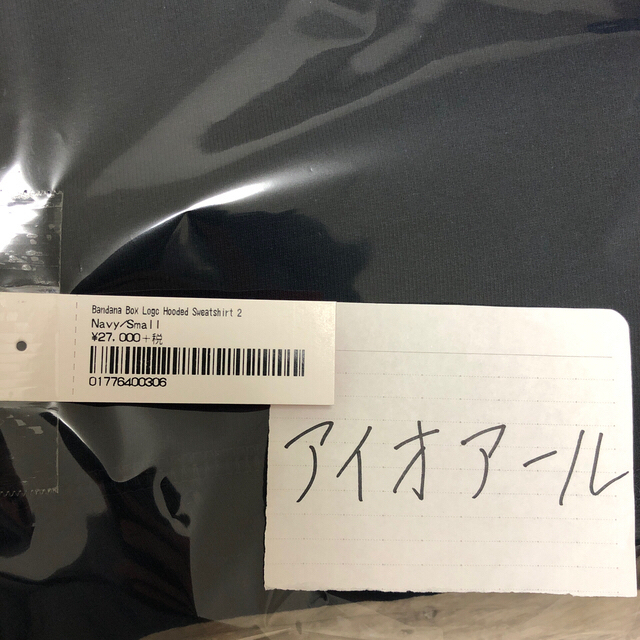 Bandana Box Logo Hooded Sweatshirt 2
Navy/Small
¥27,000+税
01776400306
アイオアール